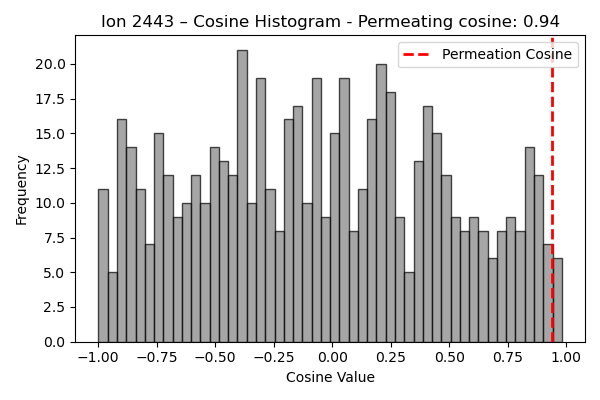 Ion 2443 – Cosine Histogram - Permeating cosine: 0.94
Permeation Cosine
20.0
17.5
15.0
12.5
10.0
7.5
5.0
2.5
0.0
Frequency
−1.00 −0.75 −0.50 −0.25 0.00 0.25 0.50 0.75 1.00
Cosine Value